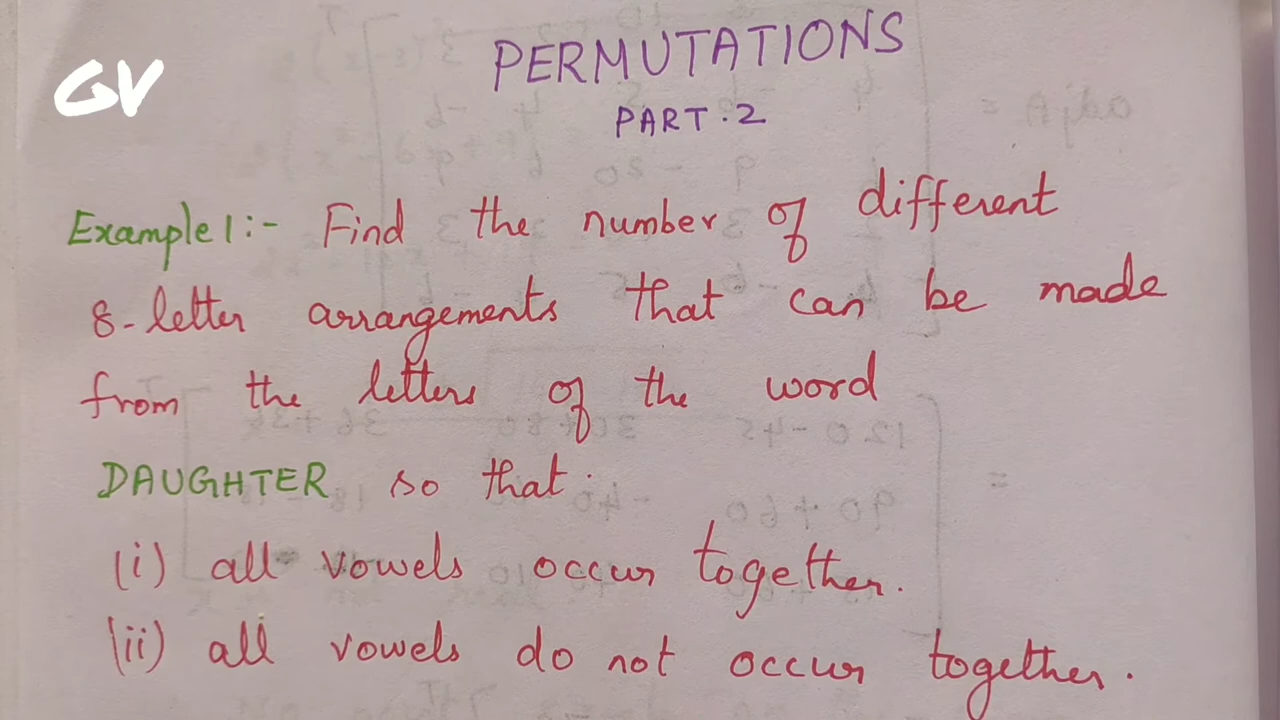 GV
PERMUTATIONS
PART:2
Example 1:- Find the number of different
8-letter arrangements that can be made
from the letters of the word
DAUGHTER so that:
(i) all vowels occur together.
(ii) all vowels do not occur together.